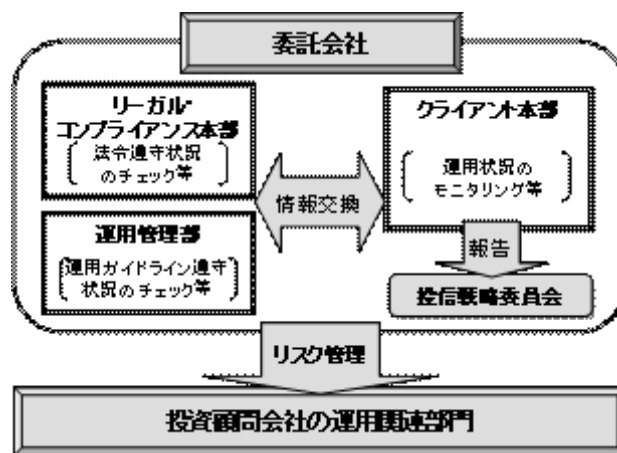 委託会社
リーガル・
コンプライアンス本部
法令遵守状況
のチェック等
運用管理部
運用ガイドライン遵守
状況のチェック等
情報交換
クライアント本部
運用状況の
モニタリング等
報告
投信戦略委員会
リスク管理
投資顧問会社の運用関連部門